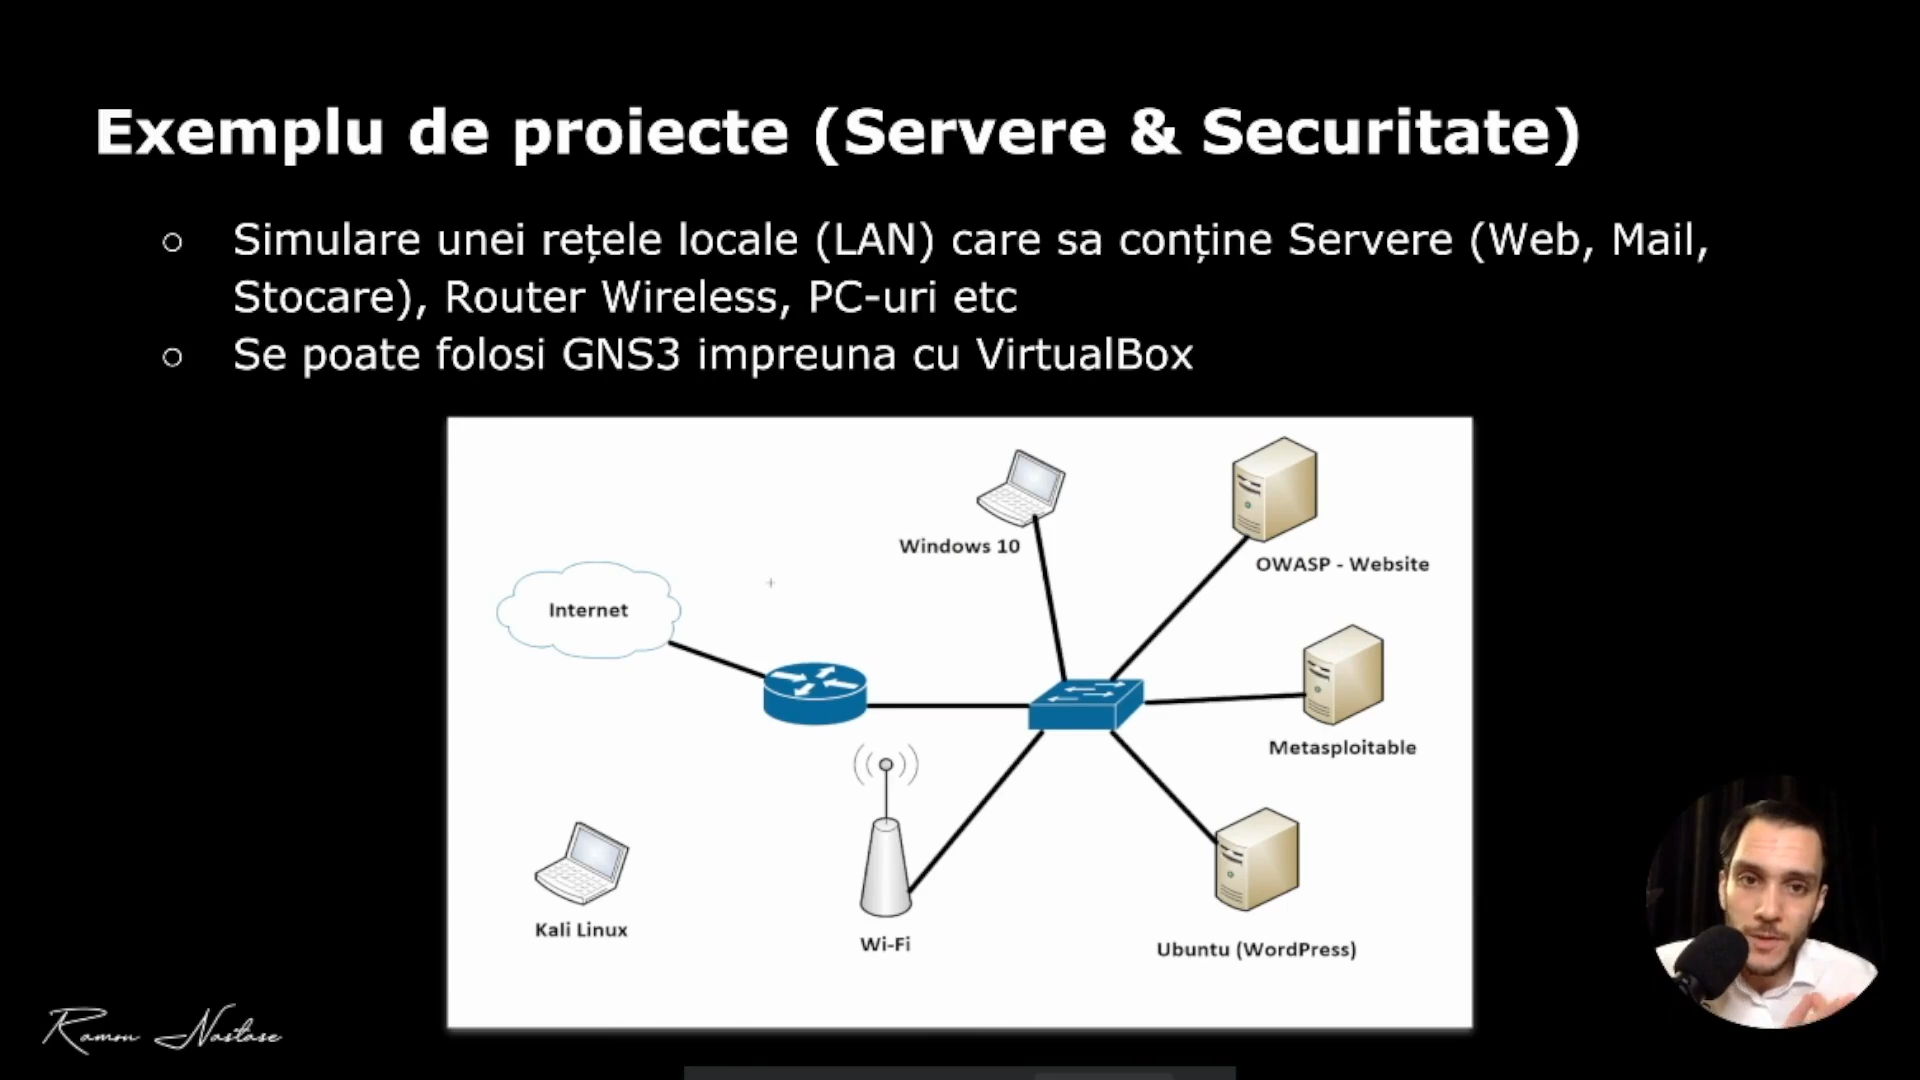 Exemplu de proiecte (Servere & Securitate)
Simulare unei rețele locale (LAN) care sa conține Servere (Web, Mail,
Stocare), Router Wireless, PC-uri etc
Se poate folosi GNS3 impreuna cu VirtualBox
Windows 10
OWASP - Website
Internet
Metasploitable
Kali Linux
Wi-Fi
Ubuntu (WordPress)
Ramon Nastase